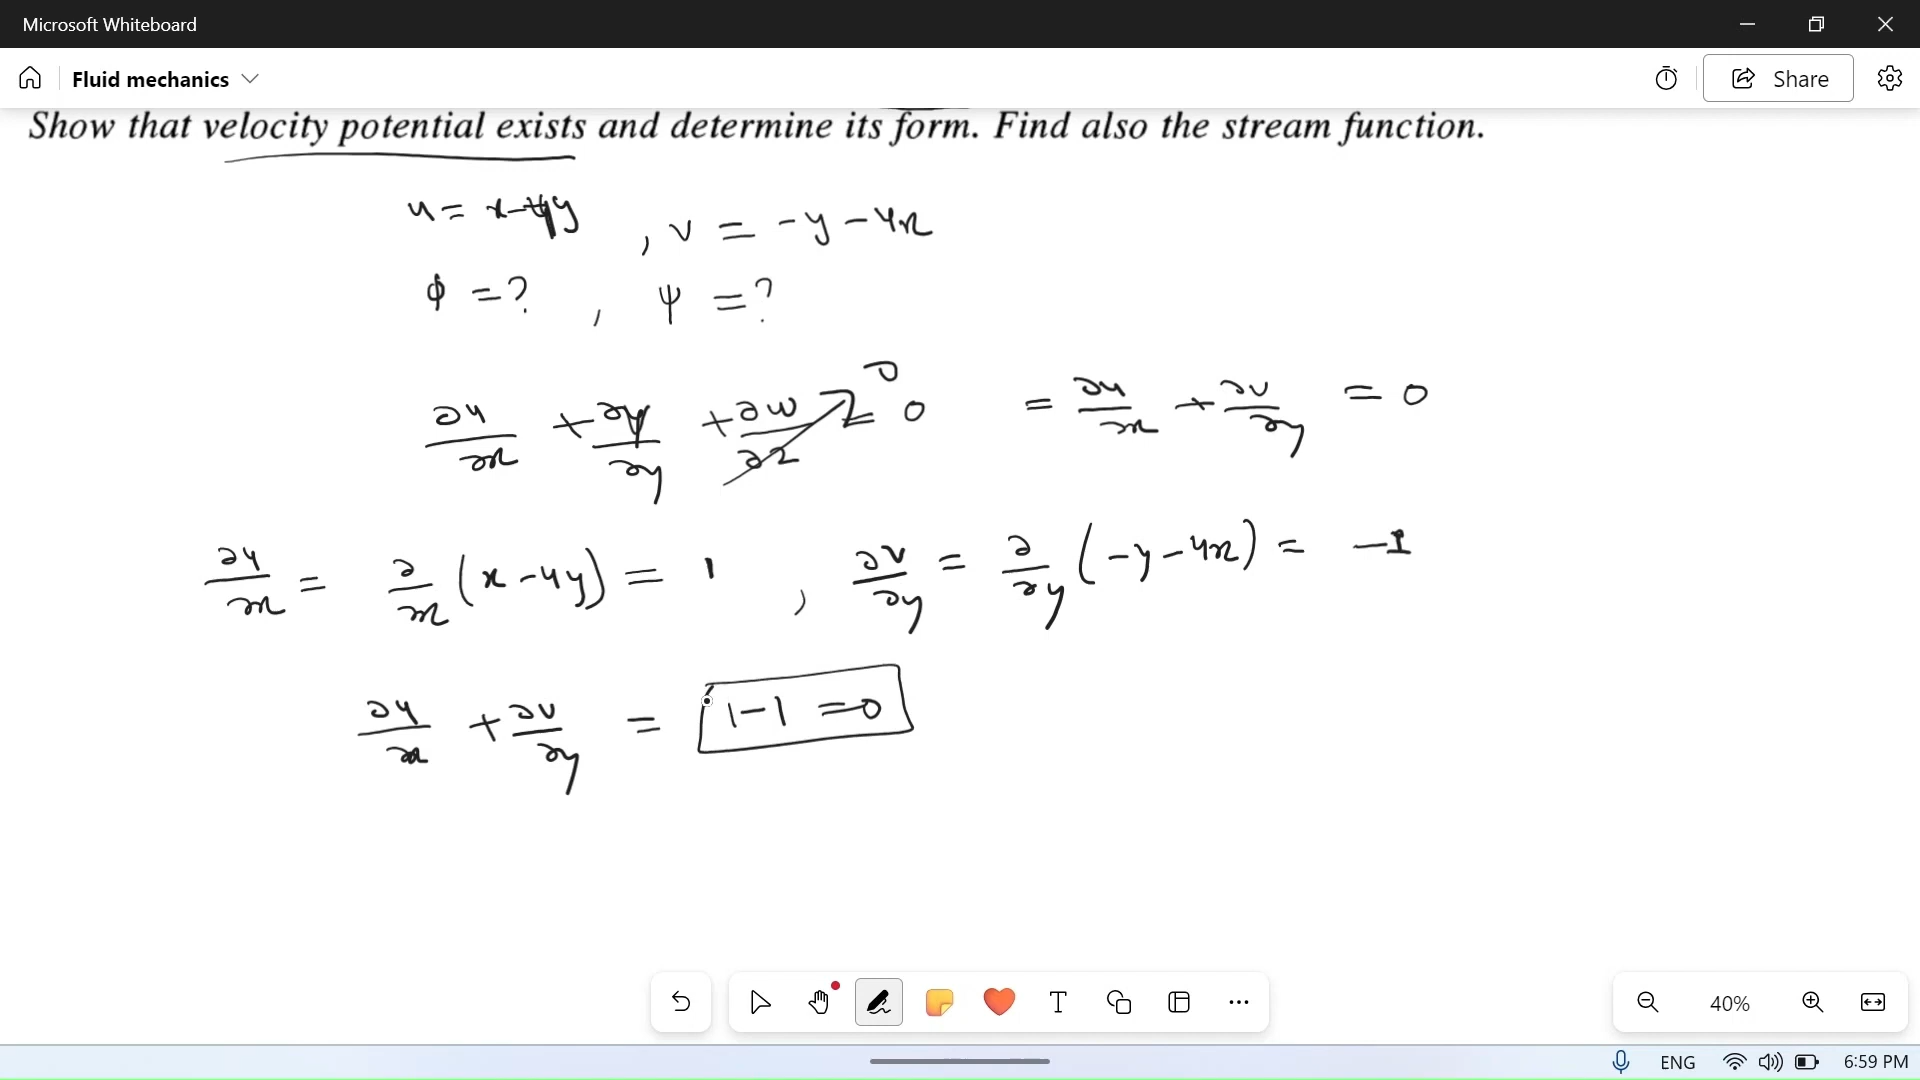 Microsoft Whiteboard
Fluid mechanics
Share
Show that velocity potential exists and determine its form. Find also the stream function.
u = x-4y , v = -y-4x
φ = ? , ψ = ?
∂u/∂x + ∂v/∂y + ∂w/∂z = 0 = ∂u/∂x + ∂v/∂y = 0
0
∂u/∂x = ∂/∂x (x-4y) = 1 , ∂v/∂y = ∂/∂y (-y-4x) = -1
∂u/∂x + ∂v/∂y = 1-1 = 0
T
40%
ENG
6:59 PM